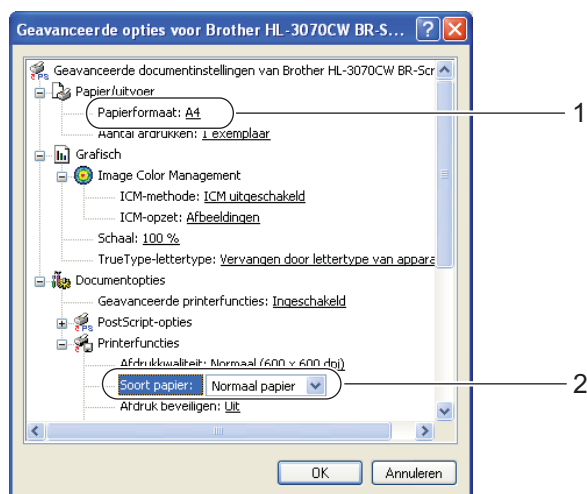 Geavanceerde opties voor Brother HL-3070CW BR-S...
Geavanceerde documentinstellingen van Brother HL-3070CW BR-Scr
Papier/uitvoer
Papierformaat: A4
1
Aantal afdrukken: 1 exemplaar
Grafisch
Image Color Management
ICM-methode: ICM uitgeschakeld
ICM-opzet: Afbeeldingen
Schaal: 100 %
TrueType-lettertype: Vervangen door lettertype van appara
Documentopties
Geavanceerde printerfuncties: Ingeschakeld
PostScript-opties
Printerfuncties
Afdrukkwaliteit: Normaal (600 x 600 dpi)
Soort papier: Normaal papier
2
Afdruk beveiligen: Uit
OK
Annuleren